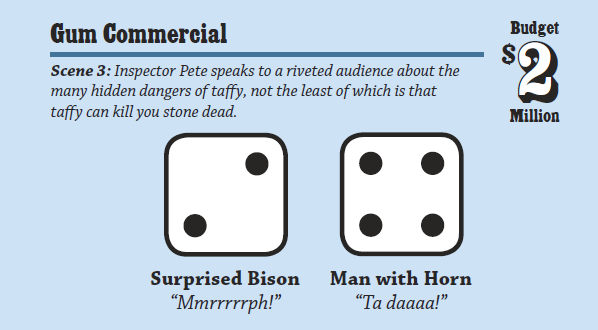 Gum Commercial
Budget
$2
Million
Scene 3: Inspector Pete speaks to a riveted audience about the
many hidden dangers of taffy, not the least of which is that
taffy can kill you stone dead.
Surprised Bison
“Mmrrrrrph!”
Man with Horn
“Ta daaaa!”